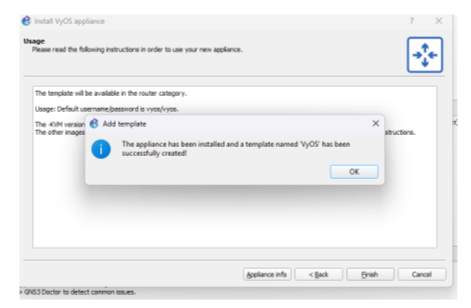 Install VyOS appliance
Usage
Please read the following instructions in order to use your new appliance.
The template will be available in the router category.
Usage: Default username/password is vyos/vyos.
The -KVM version
The other images
structions.
Add template
The appliance has been installed and a template named 'VyOS' has been
successfully created!
OK
Appliance info
< Back
Finish
Cancel
GNS3 Doctor to detect common issues.